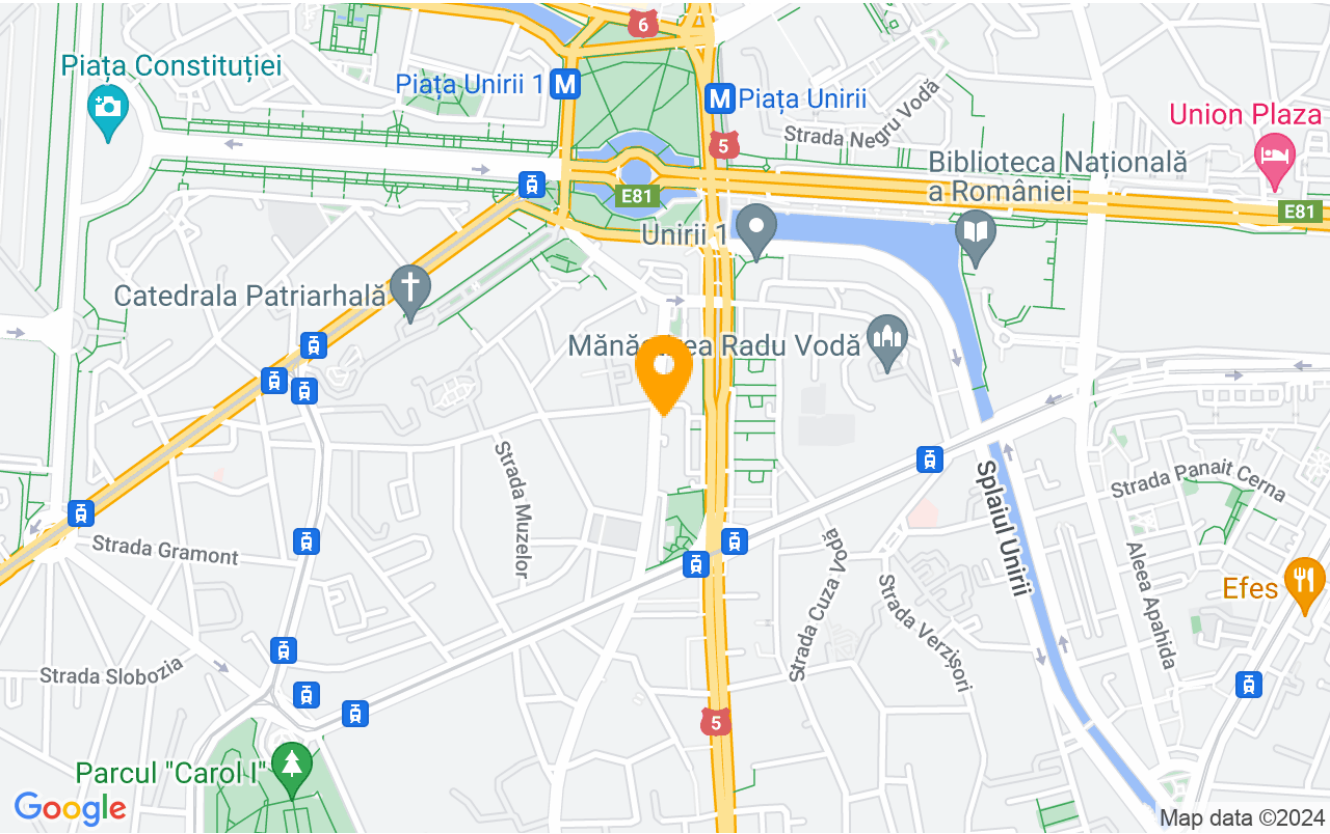 6
Piața Constituției
Piața Unirii 1
M
M
Piața Unirii
Strada Negru Vodă
Union Plaza
5
Biblioteca Națională
a României
E81
E81
Unirii 1
Catedrala Patriarhală
Radu Vodă
Strada Muzelor
Splaiul Unirii
Strada Panait Cerna
Strada Gramont
Strada Cuza Vodă
Strada Verzișori
Aleea Apahida
Efes
Strada Slobozia
5
Parcul "Carol I"
Google
Map data ©2024